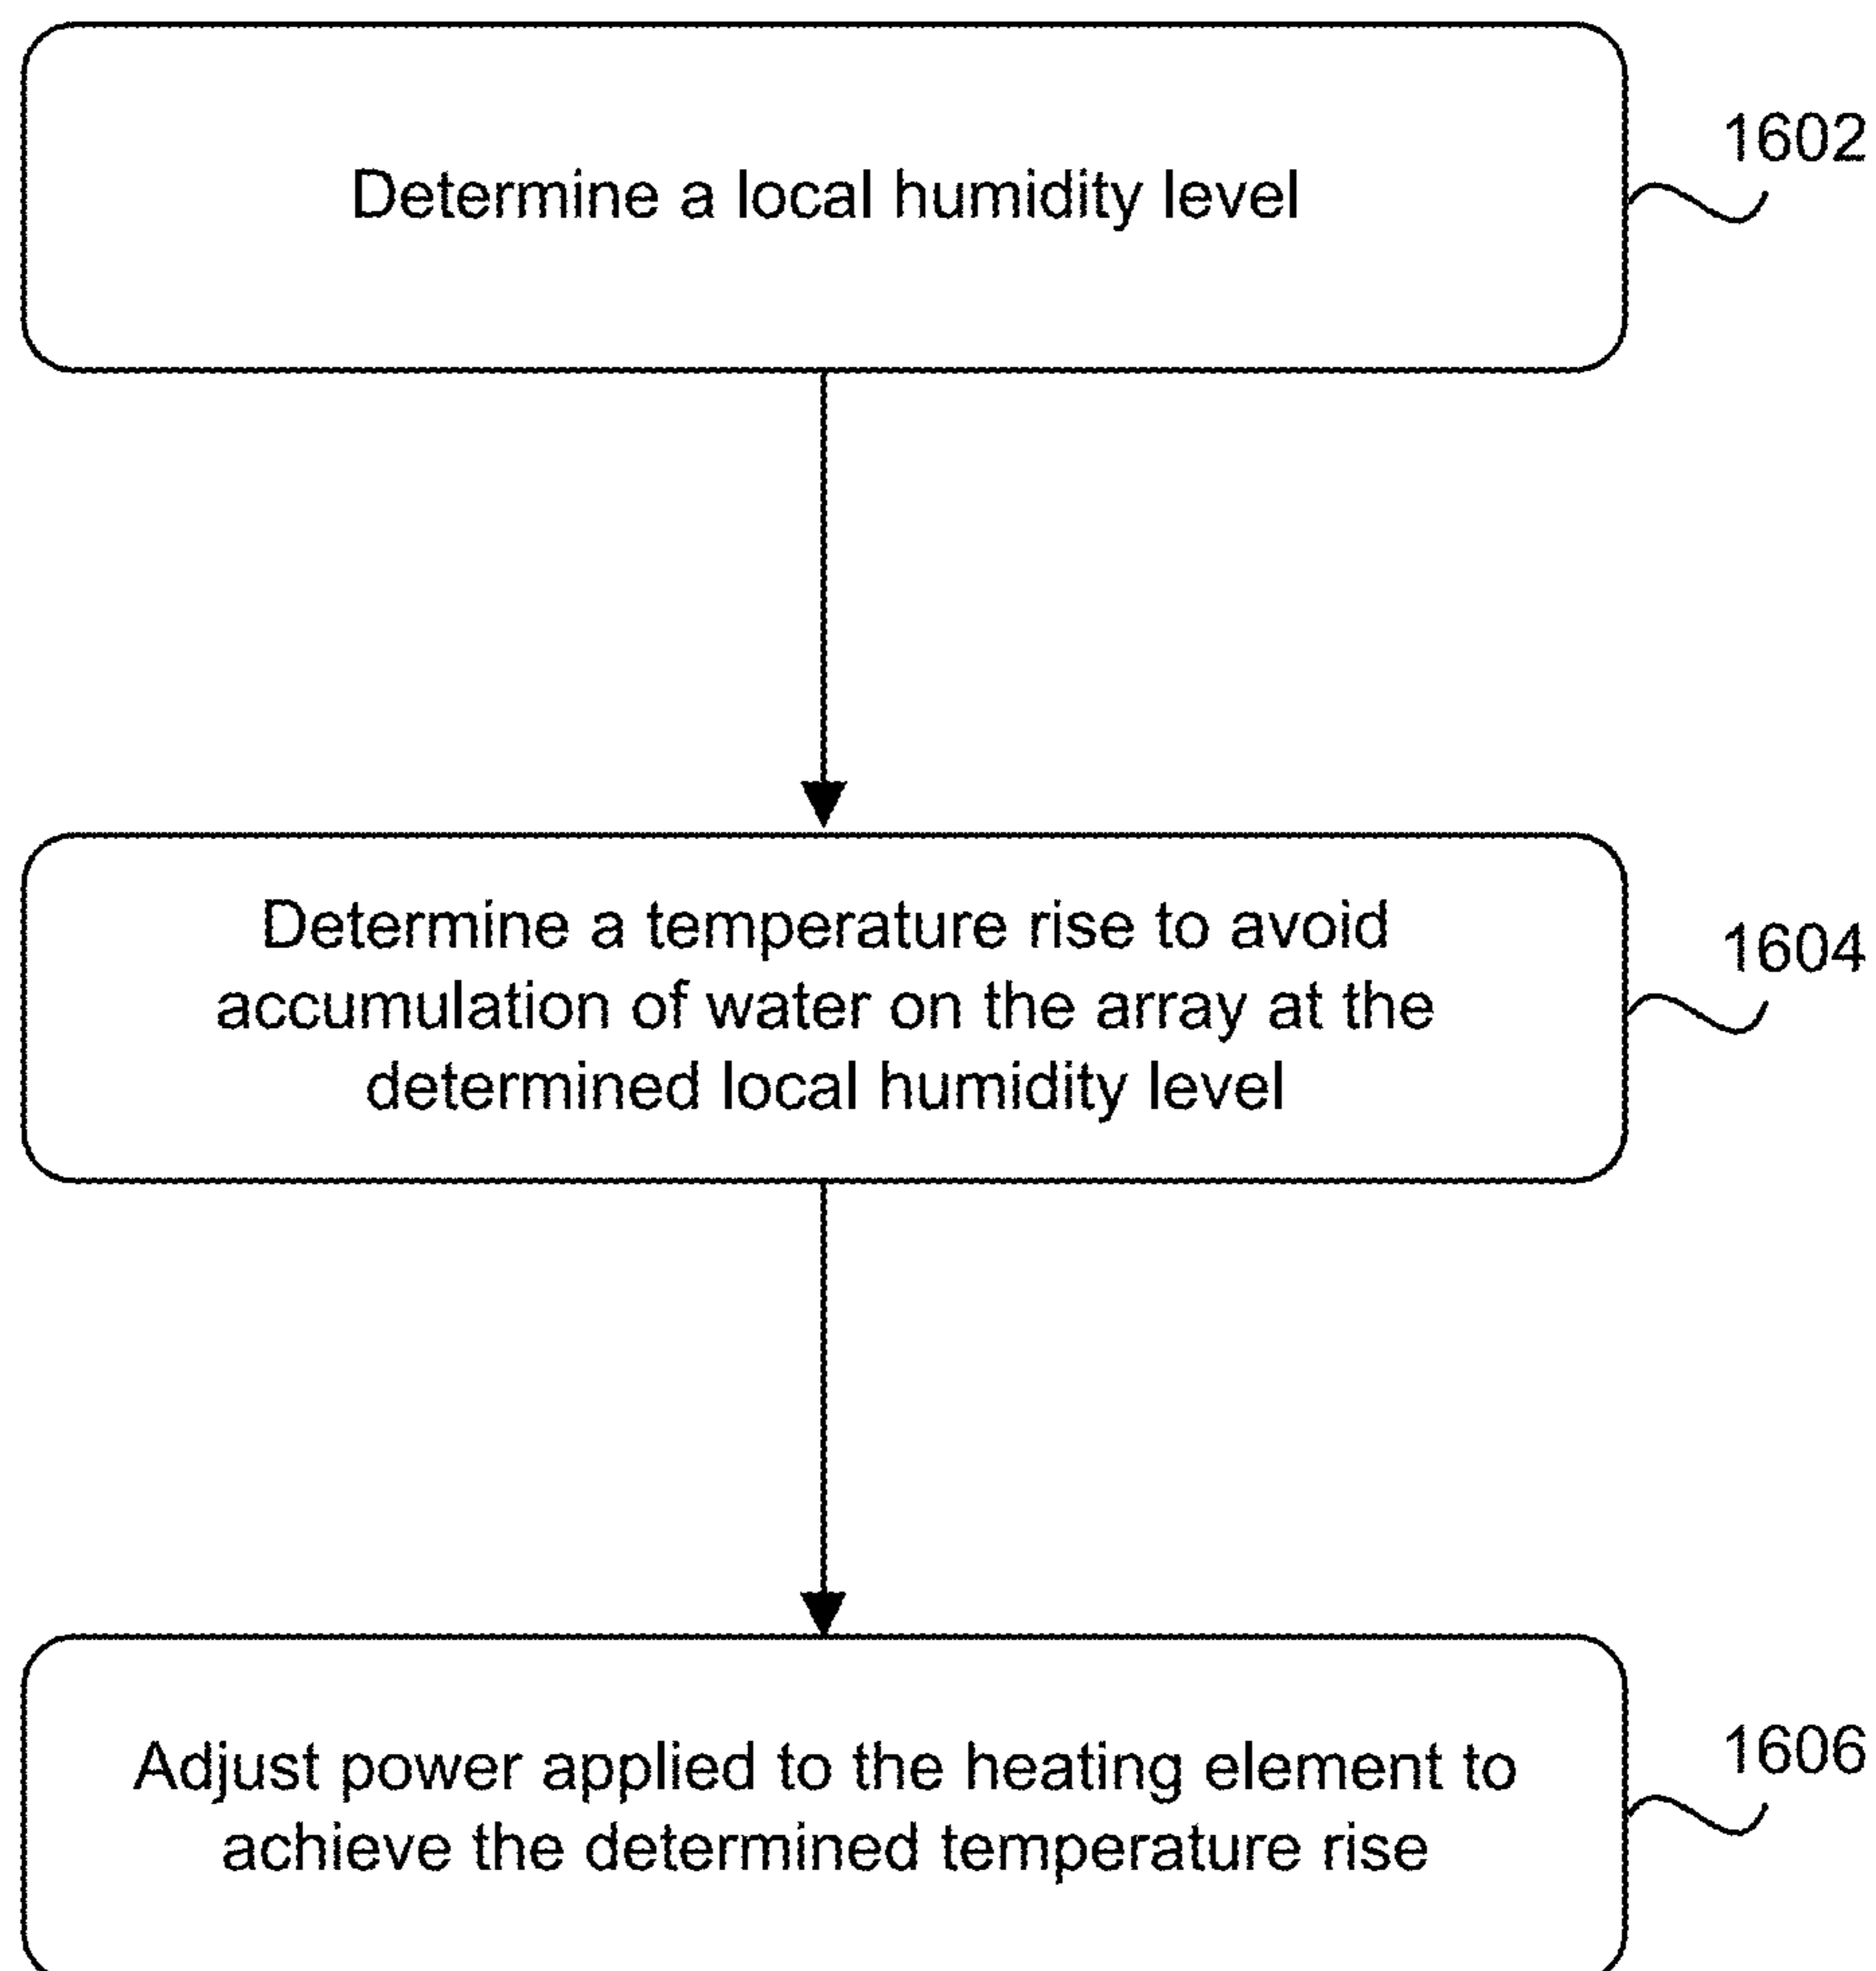 Determine a local humidity level
1602
Determine a temperature rise to avoid
accumulation of water on the array at the
determined local humidity level
1604
Adjust power applied to the heating element to
achieve the determined temperature rise
1606